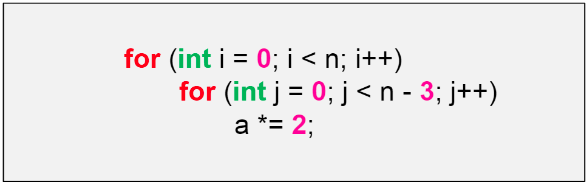 for (int i = 0; i < n; i++)
for (int j = 0; j < n - 3; j++)
a *= 2;